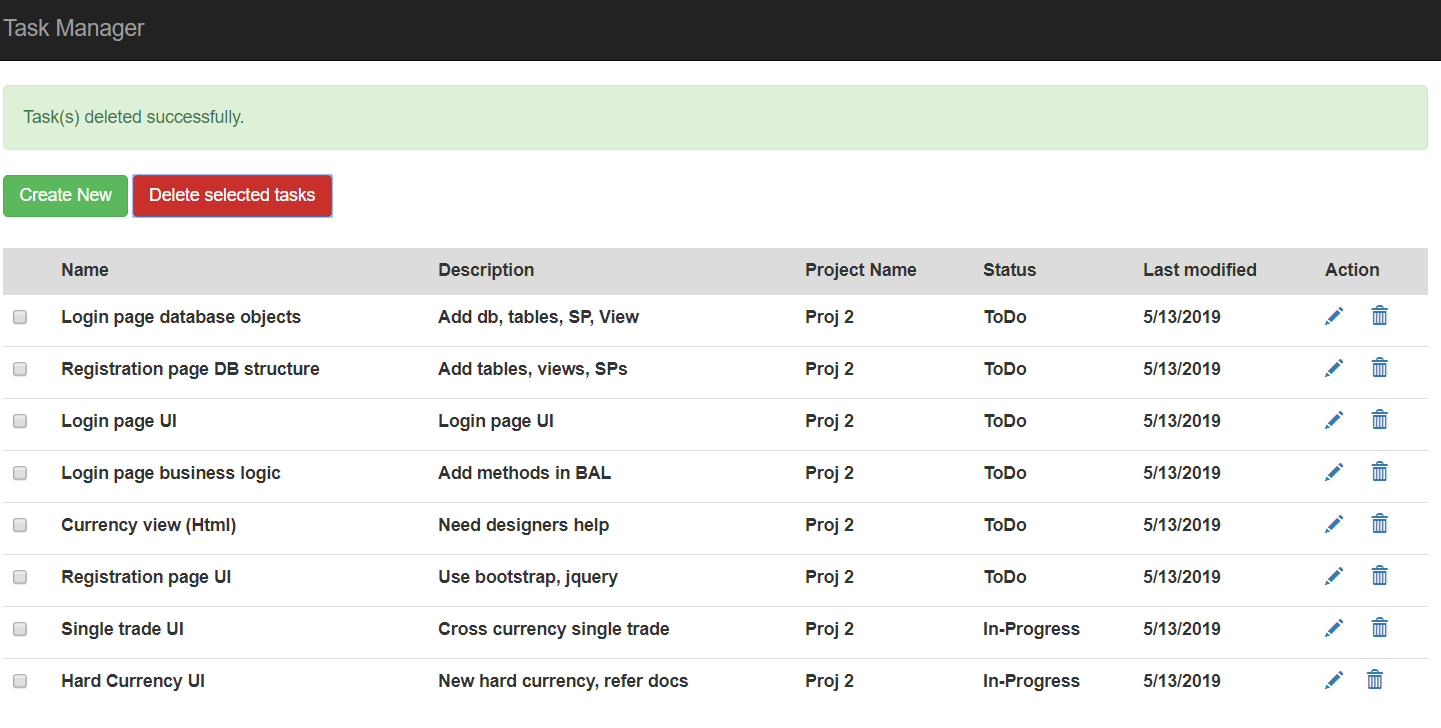 Task Manager
Task(s) deleted successfully.
Create New Delete selected tasks
Name Description Project Name Status Last modified Action
Login page database objects Add db, tables, SP, View Proj 2 ToDo 5/13/2019
Registration page DB structure Add tables, views, SPs Proj 2 ToDo 5/13/2019
Login page UI Login page UI Proj 2 ToDo 5/13/2019
Login page business logic Add methods in BAL Proj 2 ToDo 5/13/2019
Currency view (Html) Need designers help Proj 2 ToDo 5/13/2019
Registration page UI Use bootstrap, jquery Proj 2 ToDo 5/13/2019
Single trade UI Cross currency single trade Proj 2 In-Progress 5/13/2019
Hard Currency UI New hard currency, refer docs Proj 2 In-Progress 5/13/2019